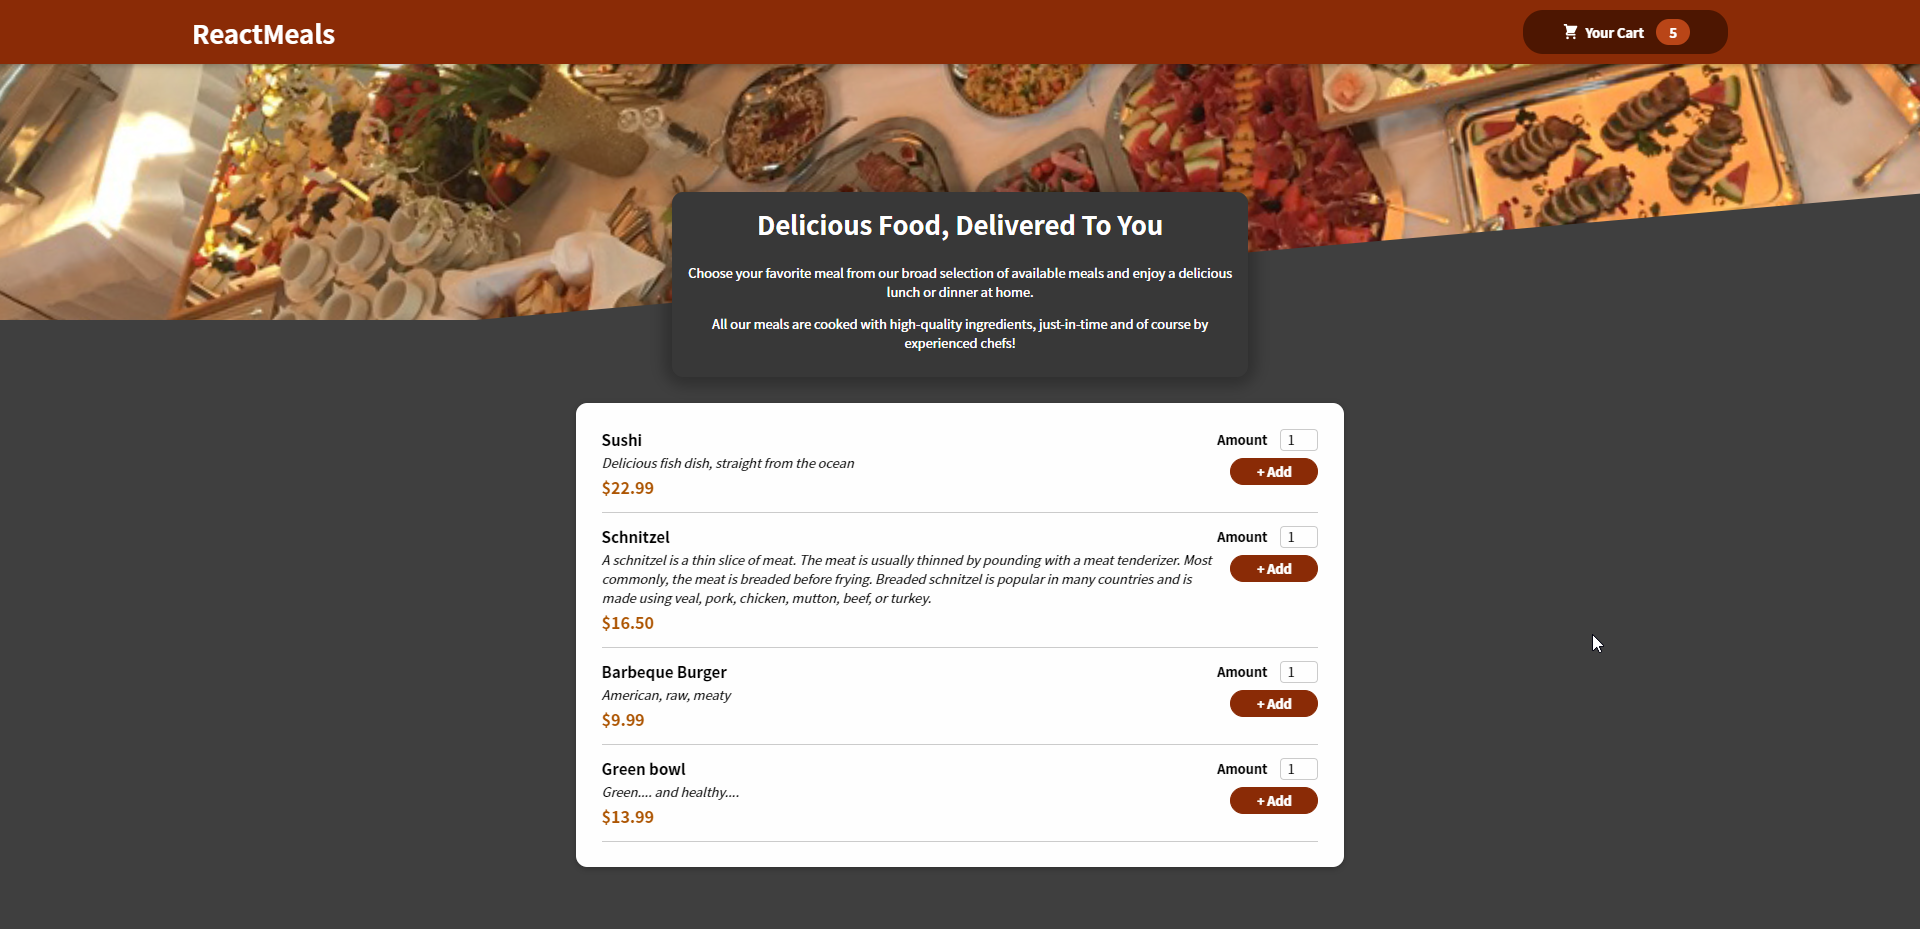 ReactMeals
Your Cart 5
Delicious Food, Delivered To You
Choose your favorite meal from our broad selection of available meals and enjoy a delicious
lunch or dinner at home.
All our meals are cooked with high-quality ingredients, just-in-time and of course by
experienced chefs!
Sushi
Delicious fish dish, straight from the ocean
$22.99
Amount 1
+ Add
Schnitzel
A schnitzel is a thin slice of meat. The meat is usually thinned by pounding with a meat tenderizer. Most
commonly, the meat is breaded before frying. Breaded schnitzel is popular in many countries and is
made using veal, pork, chicken, mutton, beef, or turkey.
$16.50
Amount 1
+ Add
Barbeque Burger
American, raw, meaty
$9.99
Amount 1
+ Add
Green bowl
Green.... and healthy....
$13.99
Amount 1
+ Add